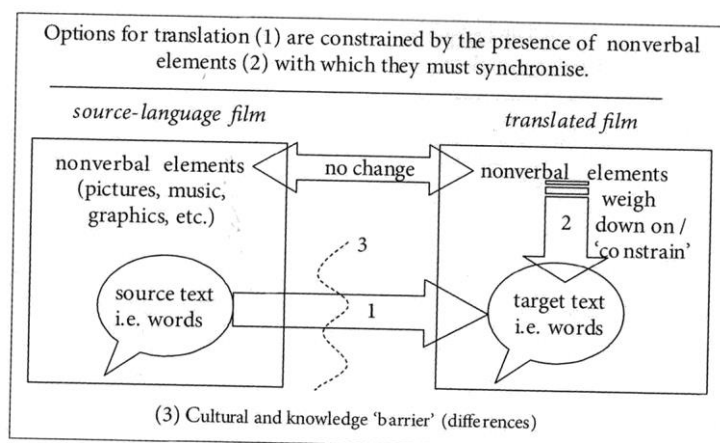 Options for translation (1) are constrained by the presence of nonverbal
elements (2) with which they must synchronise.
source-language film
translated film
nonverbal elements
(pictures, music,
graphics, etc.)
no change
nonverbal elements
weigh
down on /
'constrain'
2
3
source text
i.e. words
1
target text
i.e. words
(3) Cultural and knowledge 'barrier' (differences)